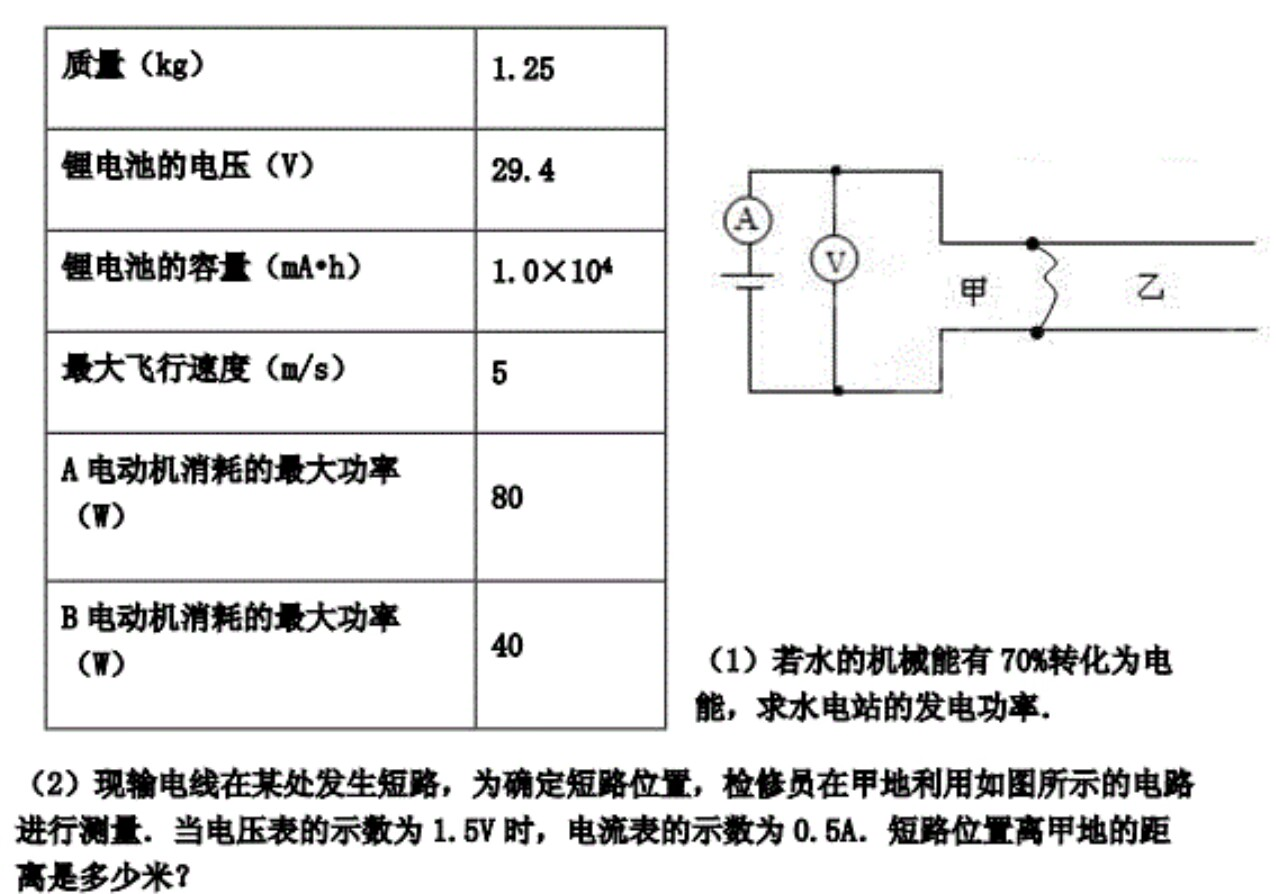 质量（kg） 1.25
锂电池的电压（V） 29.4
锂电池的容量（mA•h） 1.0×10⁴
最大飞行速度（m/s） 5
A 电动机消耗的最大功率
（W） 80
B 电动机消耗的最大功率
（W） 40
A
V
甲
乙
（1）若水的机械能有 70%转化为电
能，求水电站的发电功率．
（2）现输电线在某处发生短路，为确定短路位置，检修员在甲地利用如图所示的电路
进行测量．当电压表的示数为 1.5V 时，电流表的示数为 0.5A．短路位置离甲地的距
离是多少米？